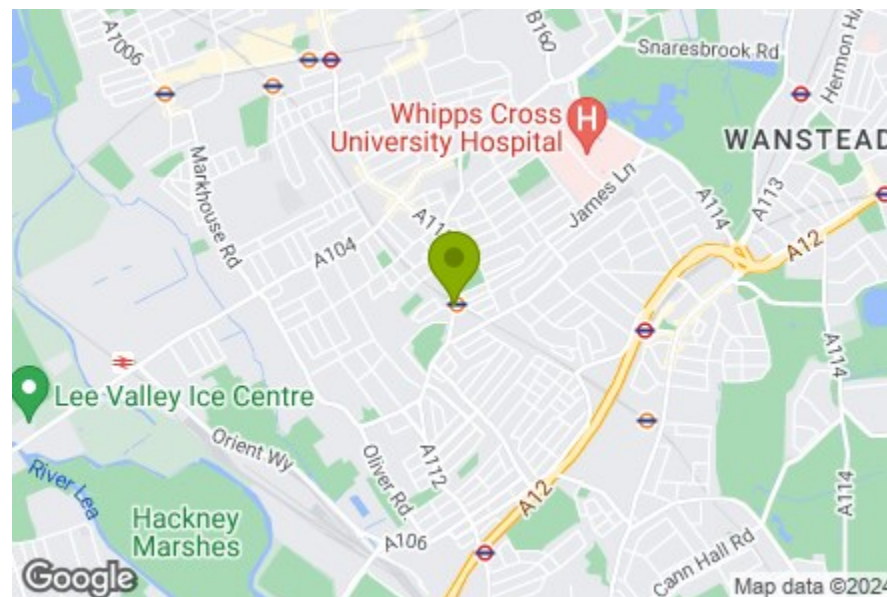 A1006
B160
Snaresbrook Rd
Hermon Hi
Whipps Cross
University Hospital
H
WANSTEAD
Markhouse Rd
James Ln
A114
A113
A11
A104
A12
Lee Valley Ice Centre
A114
Orient Wy
Oliver Rd.
A112
River Lea
A12
A114
Hackney
Marshes
A106
Cann Hall Rd
Google
Map data ©2024